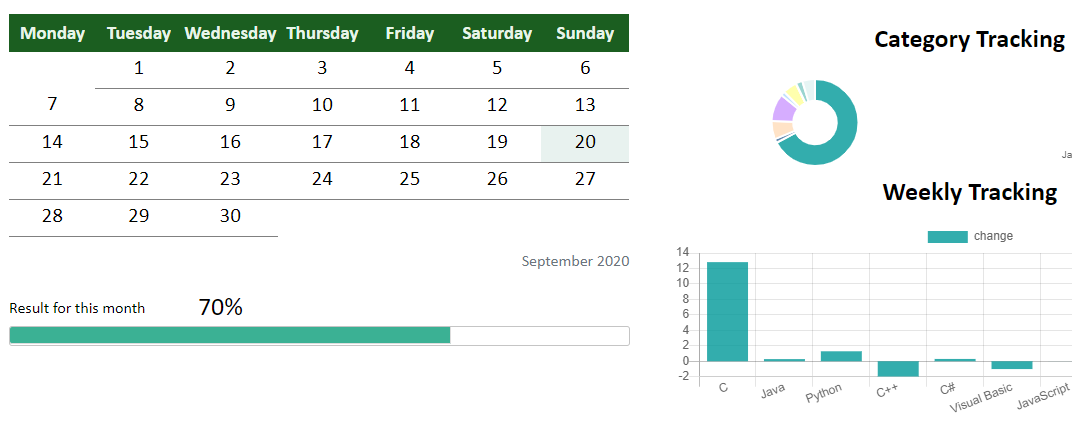 Monday Tuesday Wednesday Thursday Friday Saturday Sunday
1 2 3 4 5 6
7 8 9 10 11 12 13
14 15 16 17 18 19 20
21 22 23 24 25 26 27
28 29 30
September 2020
Result for this month 70%
Category Tracking
Ja
Weekly Tracking
change
14
12
10
8
6
4
2
0
-2
C Java Python C++ C# Visual Basic JavaScript